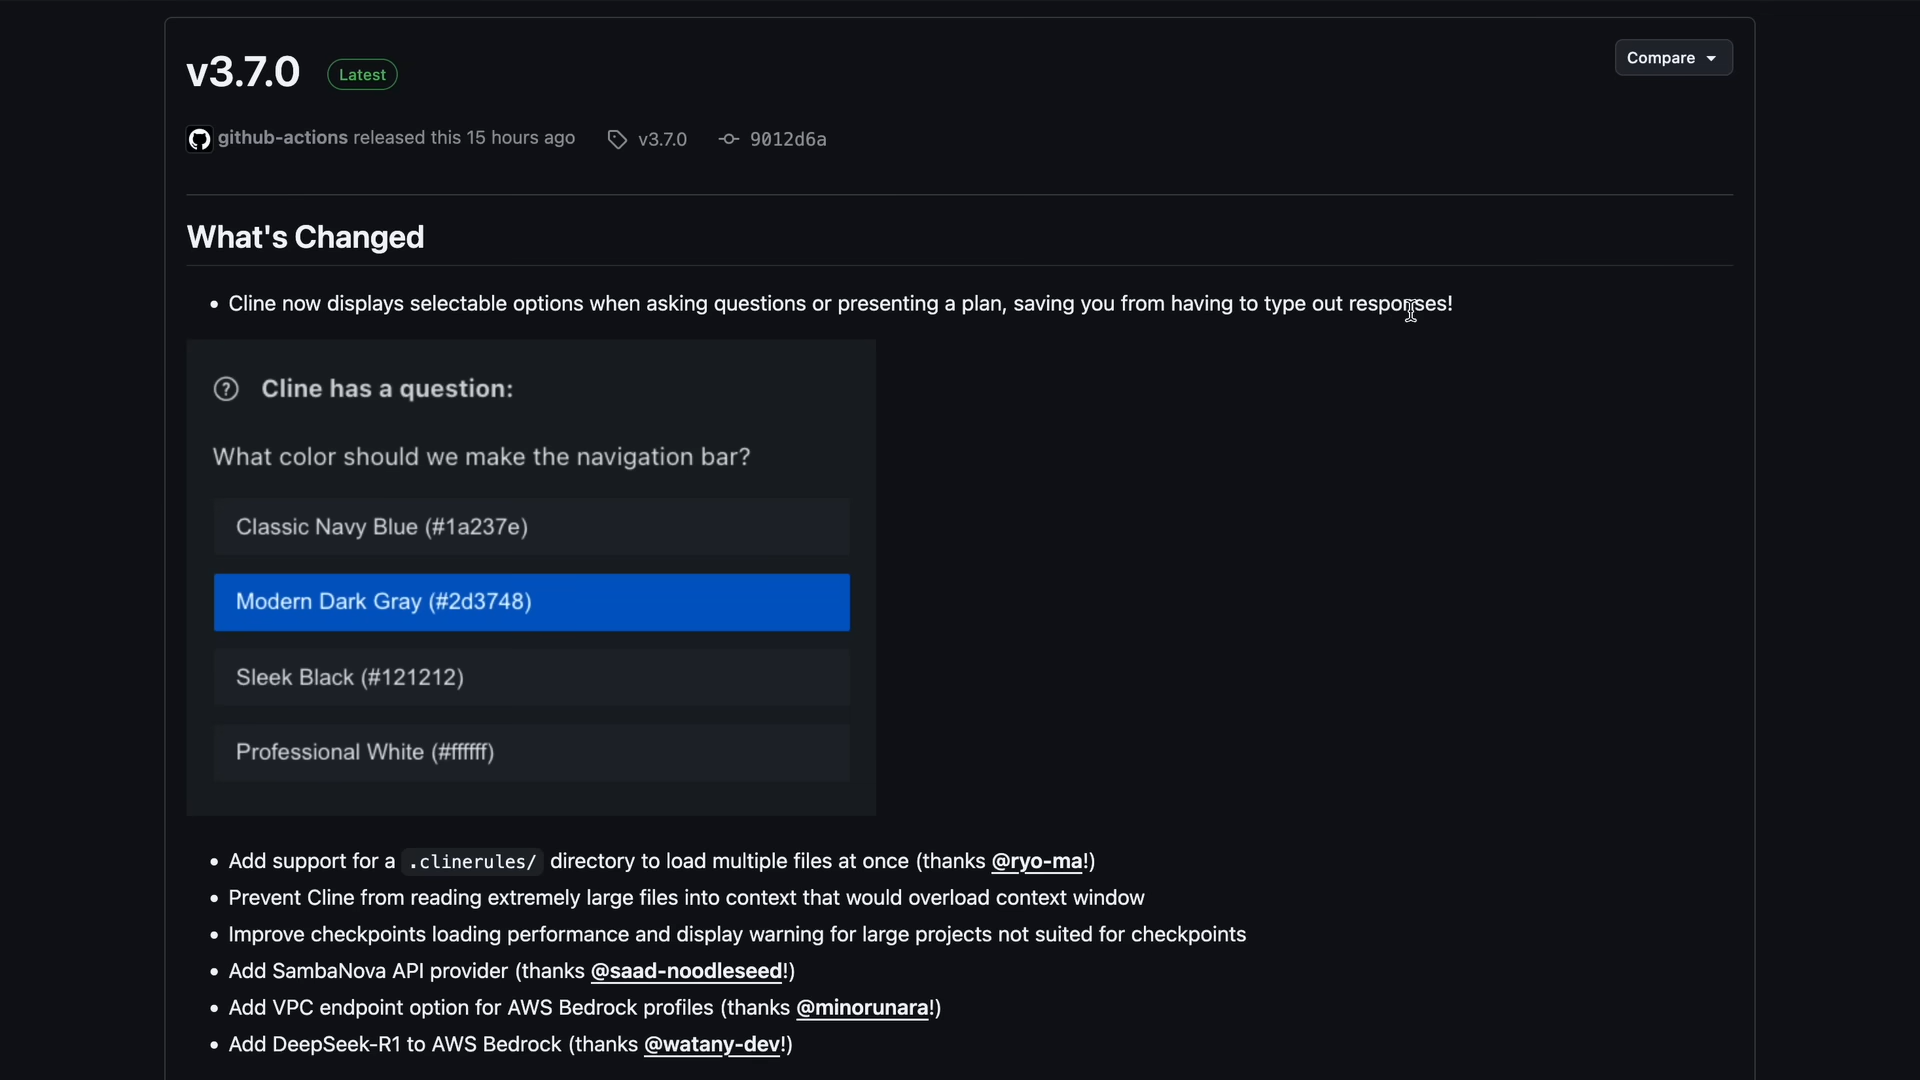 v3.7.0 Latest Compare
github-actions released this 15 hours ago v3.7.0 9012d6a
What's Changed
• Cline now displays selectable options when asking questions or presenting a plan, saving you from having to type out responses!
Cline has a question:
What color should we make the navigation bar?
Classic Navy Blue (#1a237e)
Modern Dark Gray (#2d3748)
Sleek Black (#121212)
Professional White (#ffffff)
• Add support for a .clinerules/ directory to load multiple files at once (thanks @ryo-ma!)
• Prevent Cline from reading extremely large files into context that would overload context window
• Improve checkpoints loading performance and display warning for large projects not suited for checkpoints
• Add SambaNova API provider (thanks @saad-noodleseed!)
• Add VPC endpoint option for AWS Bedrock profiles (thanks @minorunara!)
• Add DeepSeek-R1 to AWS Bedrock (thanks @watany-dev!)